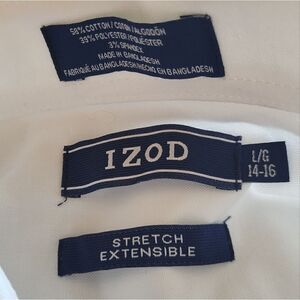 58% COTTON / COTON / ALGODÓN
39% POLYESTER / POLIÉSTER
3% SPANDEX
MADE IN BANGLADESH
FABRIQUÉ AU BANGLADESH/HECHO EN BANGLADESH
IZOD
L/G
14-16
STRETCH
EXTENSIBLE